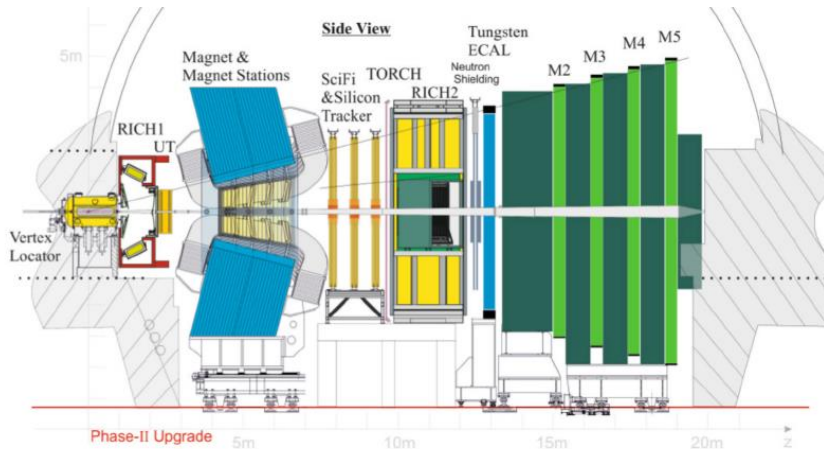 Side View
5m
Magnet &
Magnet Stations
RICH1
UT
SciFi
&Silicon
Tracker
TORCH
RICH2
Tungsten
ECAL
Neutron
Shielding
M2
M3
M4
M5
Vertex
Locator
Phase-II Upgrade
5m
10m
15m
20m
z